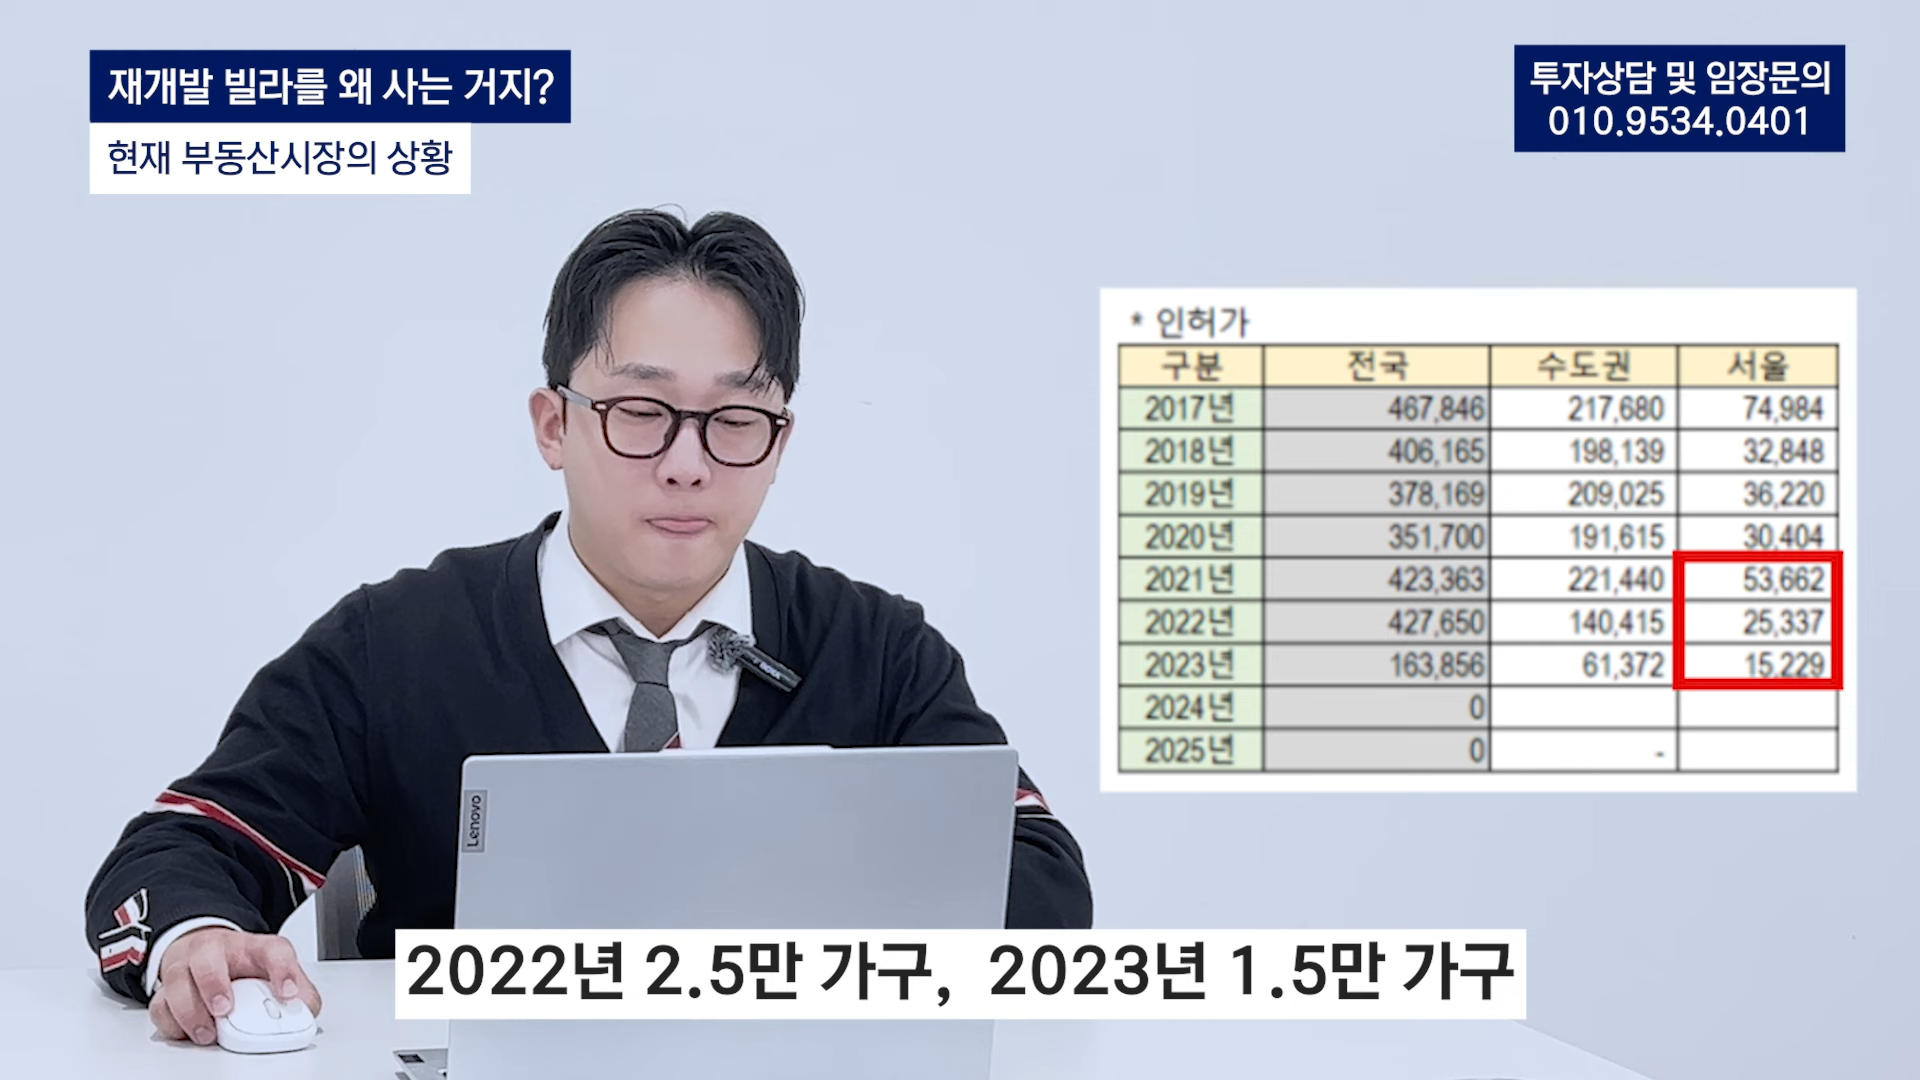 재개발 빌라를 왜 사는 거지?
현재 부동산시장의 상황
투자상담 및 임장문의
010.9534.0401
* 인허가
구분 전국 수도권 서울
2017년 467,846 217,680 74,984
2018년 406,165 198,139 32,848
2019년 378,169 209,025 36,220
2020년 351,700 191,615 30,404
2021년 423,363 221,440 53,662
2022년 427,650 140,415 25,337
2023년 163,856 61,372 15,229
2024년 0
2025년 0 -
Lenovo
2022년 2.5만 가구, 2023년 1.5만 가구